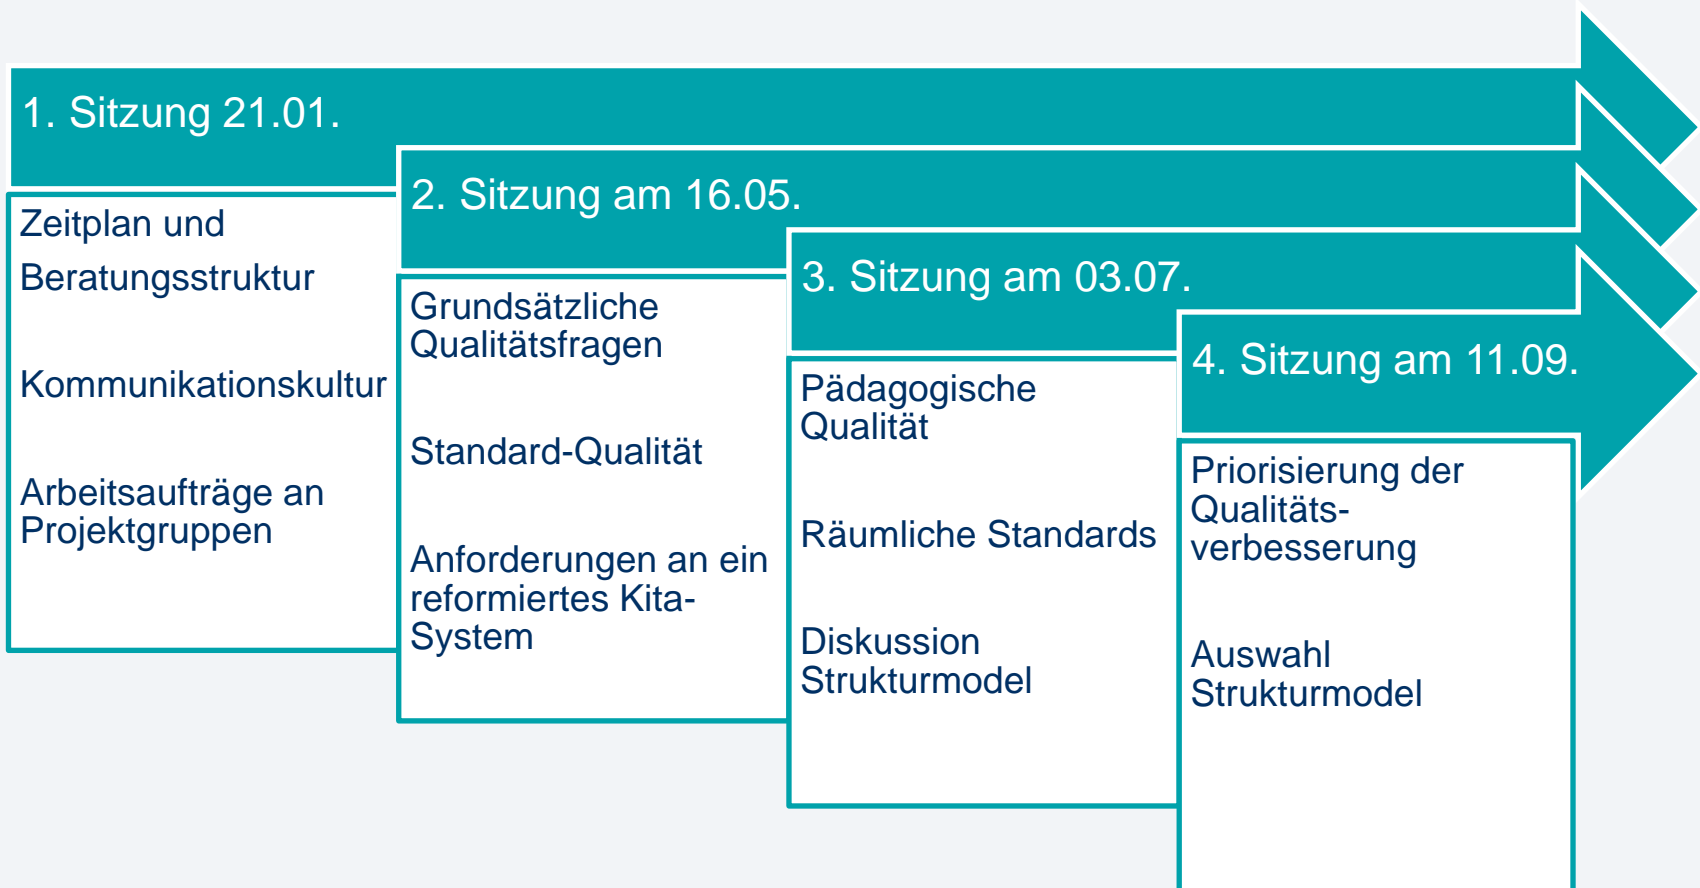 1. Sitzung 21.01.
Zeitplan und
Beratungsstruktur
Kommunikationskultur
Arbeitsaufträge an
Projektgruppen
2. Sitzung am 16.05.
Grundsätzliche
Qualitätsfragen
Standard-Qualität
Anforderungen an ein
reformiertes Kita-
System
3. Sitzung am 03.07.
Pädagogische
Qualität
Räumliche Standards
Diskussion
Strukturmodel
4. Sitzung am 11.09.
Priorisierung der
Qualitäts-
verbesserung
Auswahl
Strukturmodel